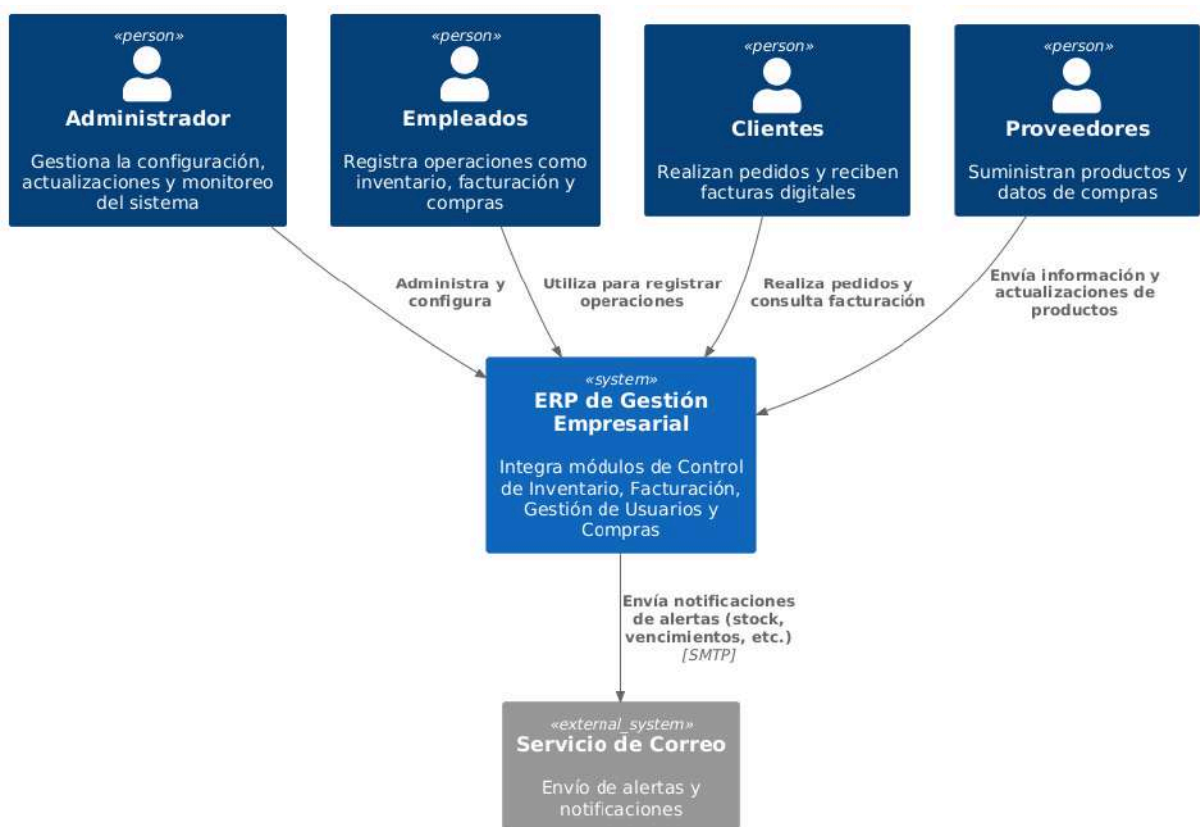 «person»
Administrador
Gestiona la configuración,
actualizaciones y monitoreo
del sistema
«person»
Empleados
Registra operaciones como
inventario, facturación y
compras
«person»
Clientes
Realizan pedidos y reciben
facturas digitales
«person»
Proveedores
Suministran productos y
datos de compras
Administra y
configura
Utiliza para registrar
operaciones
Realiza pedidos y
consulta facturación
Envía información y
actualizaciones de
productos
«system»
ERP de Gestión
Empresarial
Integra módulos de Control
de Inventario, Facturación,
Gestión de Usuarios y
Compras
Envía notificaciones
de alertas (stock,
vencimientos, etc.)
[SMTP]
«external_system»
Servicio de Correo
Envío de alertas y
notificaciones